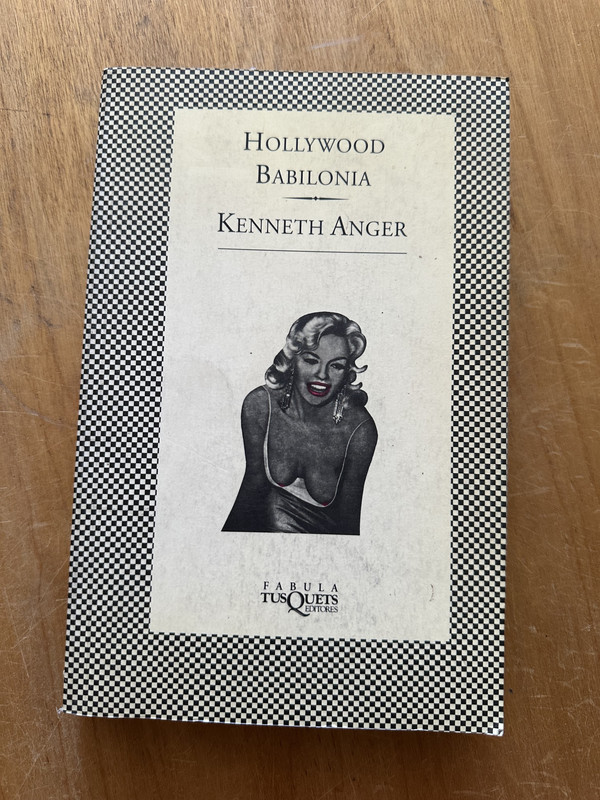 HOLLYWOOD
BABILONIA
KENNETH ANGER
FABULA
TUSQUETS
EDITORES